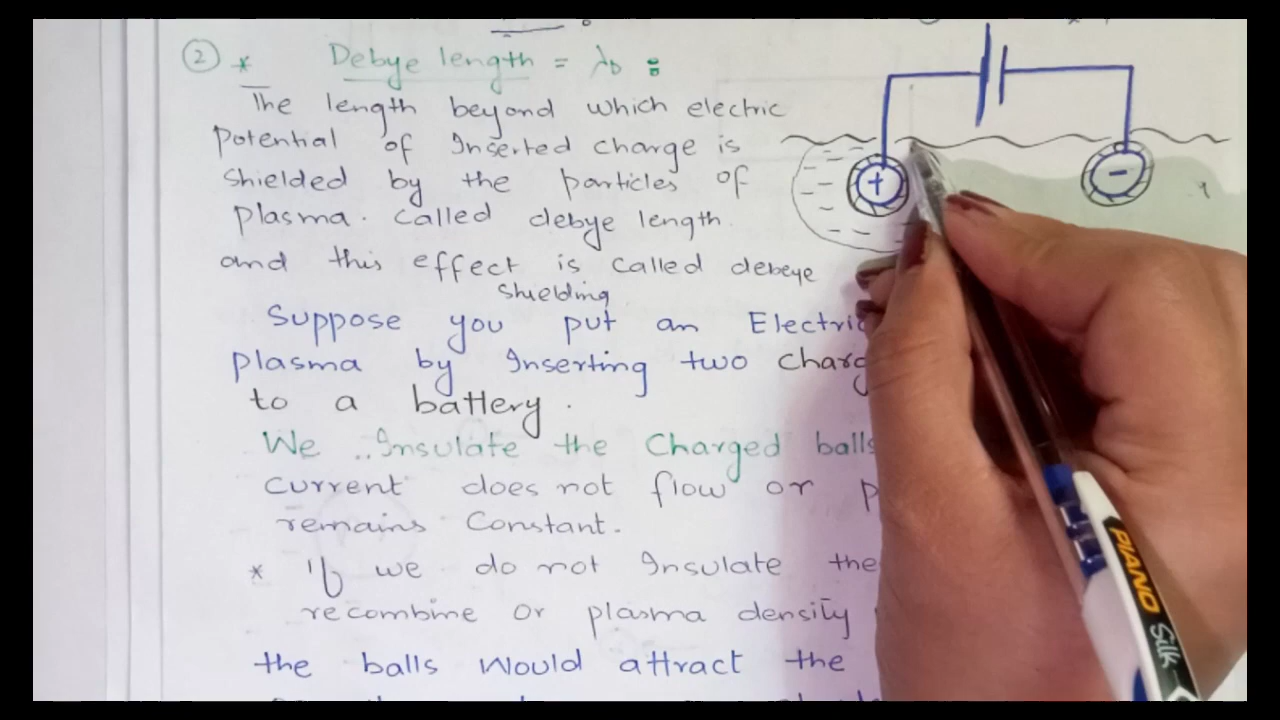 ② * Debye length = λD :
The length beyond which electric
potential of Inserted charge is
shielded by the particles of
plasma. called debye length.
and this effect is called debeye
shielding
Suppose you put an
plasma by Inserting two
to a battery.
We Insulate the Charged balls
current does not flow or
remains Constant.
* If we do not Insulate the
recombine or plasma density
the balls would attract the
+
-
PIANO Silk